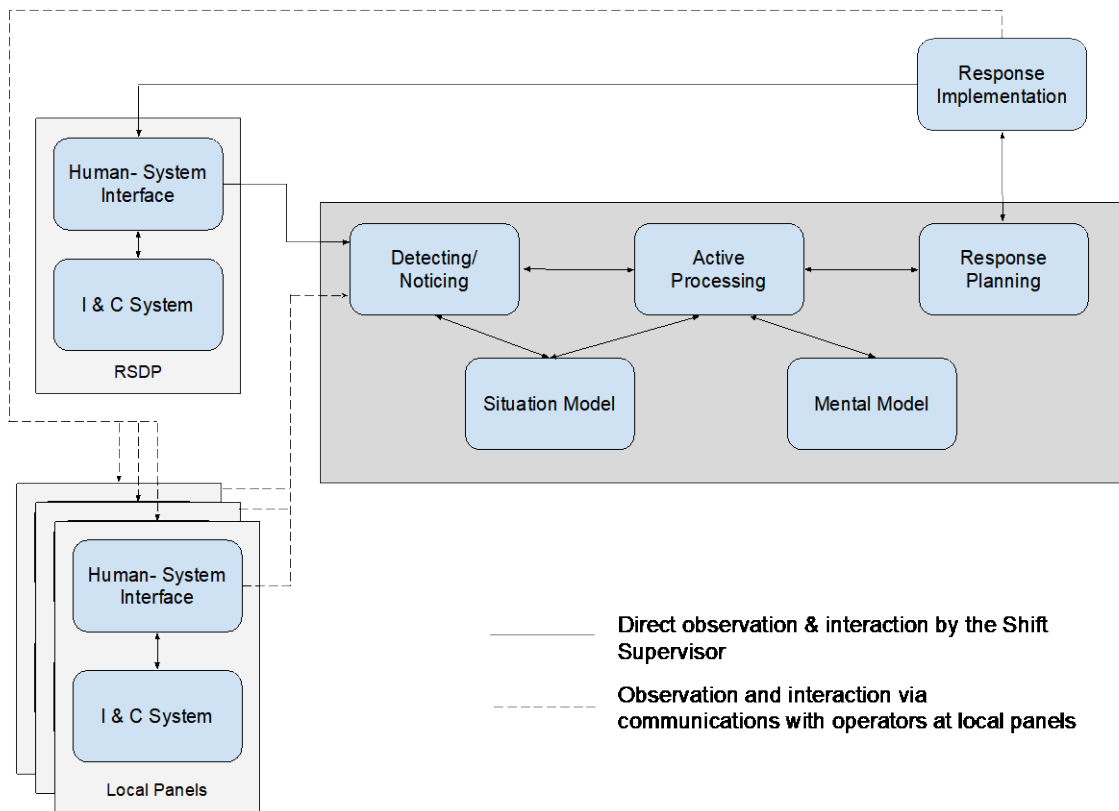 Response
Implementation
Human- System
Interface
I & C System
RSDP
Detecting/
Noticing
Active
Processing
Response
Planning
Situation Model
Mental Model
Human- System
Interface
I & C System
Local Panels
Direct observation & interaction by the Shift
Supervisor
Observation and interaction via
communications with operators at local panels